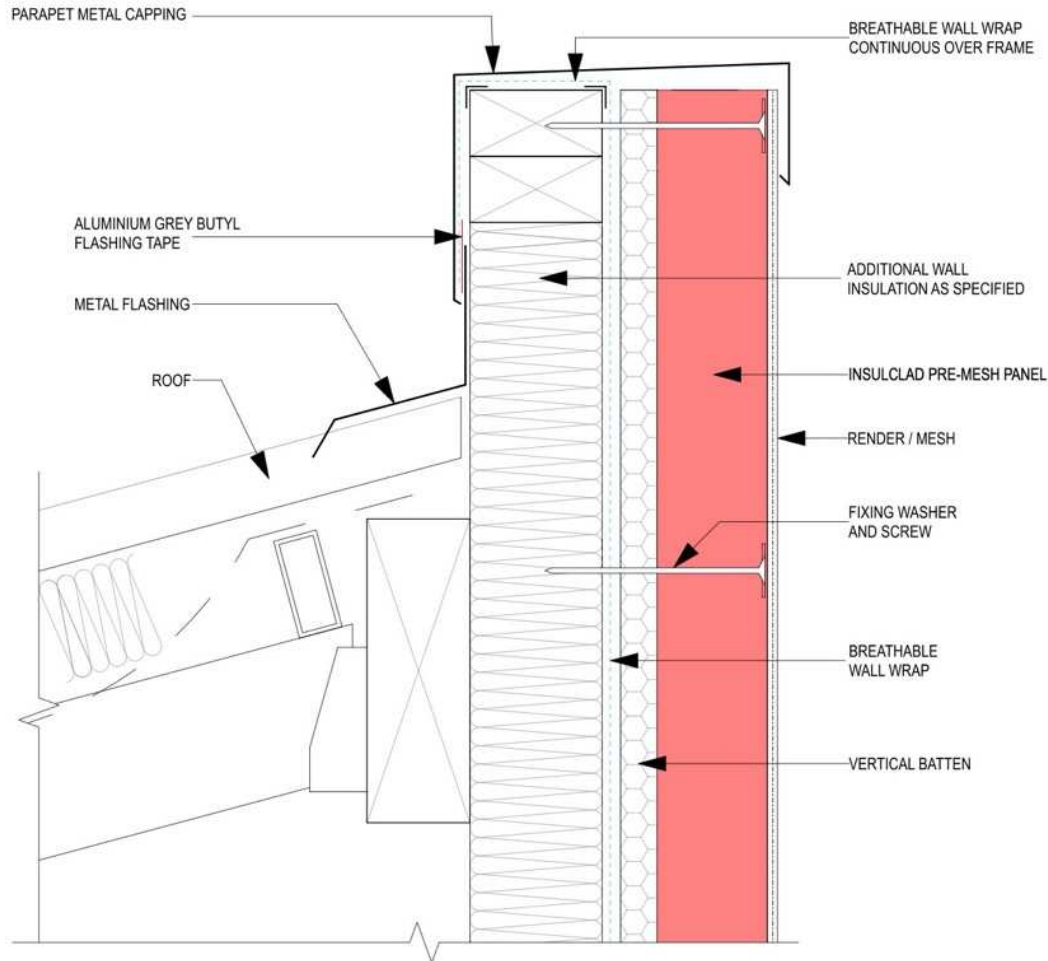 PARAPET METAL CAPPING
BREATHABLE WALL WRAP
CONTINUOUS OVER FRAME
ALUMINIUM GREY BUTYL
FLASHING TAPE
METAL FLASHING
ROOF
ADDITIONAL WALL
INSULATION AS SPECIFIED
INSULCLAD PRE-MESH PANEL
RENDER / MESH
FIXING WASHER
AND SCREW
BREATHABLE
WALL WRAP
VERTICAL BATTEN